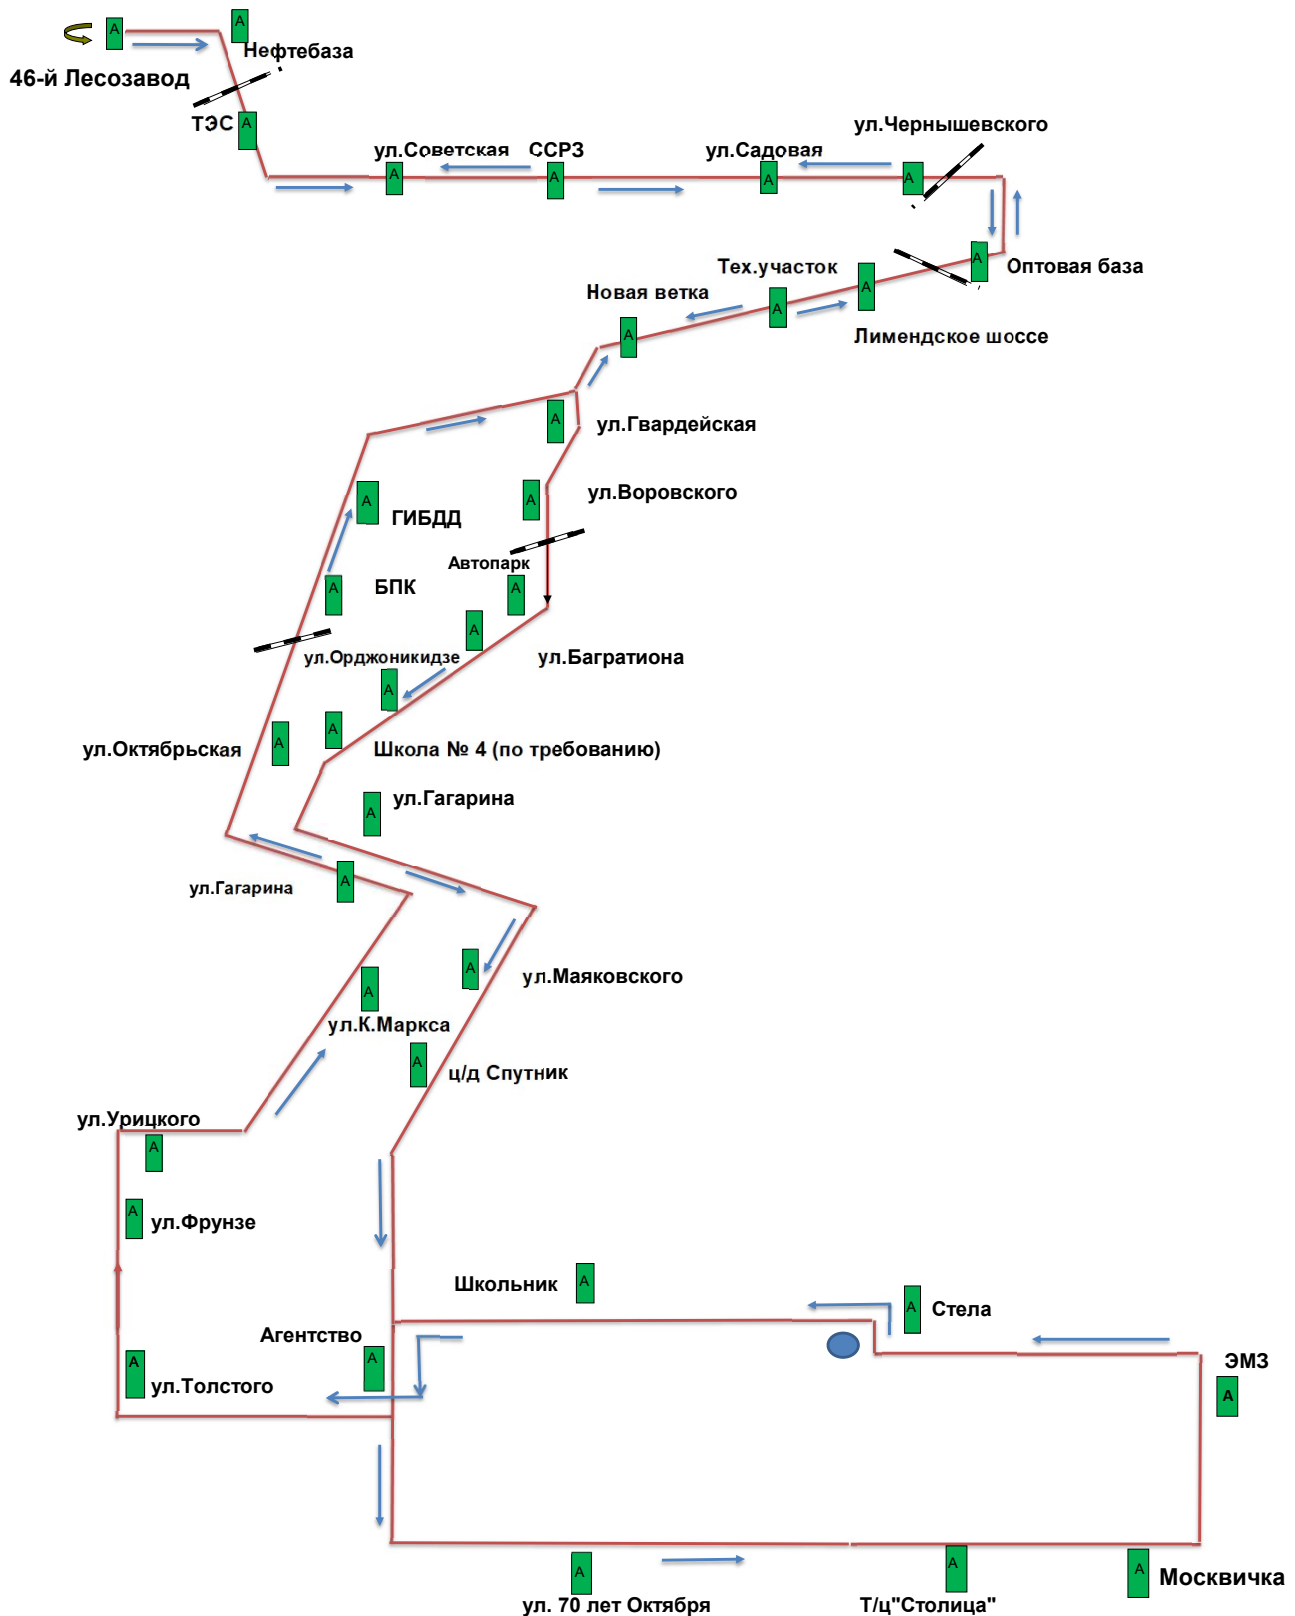 А
А
Нефтебаза
46-й Лесозавод
ТЭС
А
ул.Чернышевского
ул.Советская
ССРЗ
ул.Садовая
А
А
А
А
Тех.участок
А
Оптовая база
Новая ветка
А
А
Лимендское шоссе
А
А
ул.Гвардейская
А
ГИБДД
А
ул.Воровского
Автопарк
А
БПК
А
А
ул.Орджоникидзе
ул.Багратиона
А
ул.Октябрьская
А
А
Школа № 4 (по требованию)
А
ул.Гагарина
ул.Гагарина
А
А
ул.Маяковского
А
ул.К.Маркса
А
ц/д Спутник
ул.Урицкого
А
А
ул.Фрунзе
Школьник
А
А
Стела
Агентство
А
А
ул.Толстого
ЭМЗ
А
А
ул. 70 лет Октября
А
Т/ц"Столица"
А
Москвичка